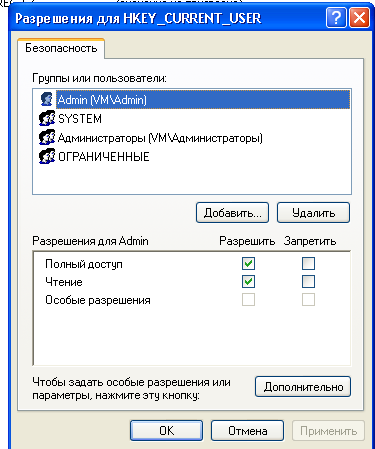 Разрешения для HKEY_CURRENT_USER
Безопасность
Группы или пользователи:
Admin (VM\Admin)
SYSTEM
Администраторы (VM\Администраторы)
ОГРАНИЧЕННЫЕ
Добавить... Удалить
Разрешения для Admin Разрешить Запретить
Полный доступ
Чтение
Особые разрешения
Чтобы задать особые разрешения или
параметры, нажмите эту кнопку: Дополнительно
OK Отмена Применить